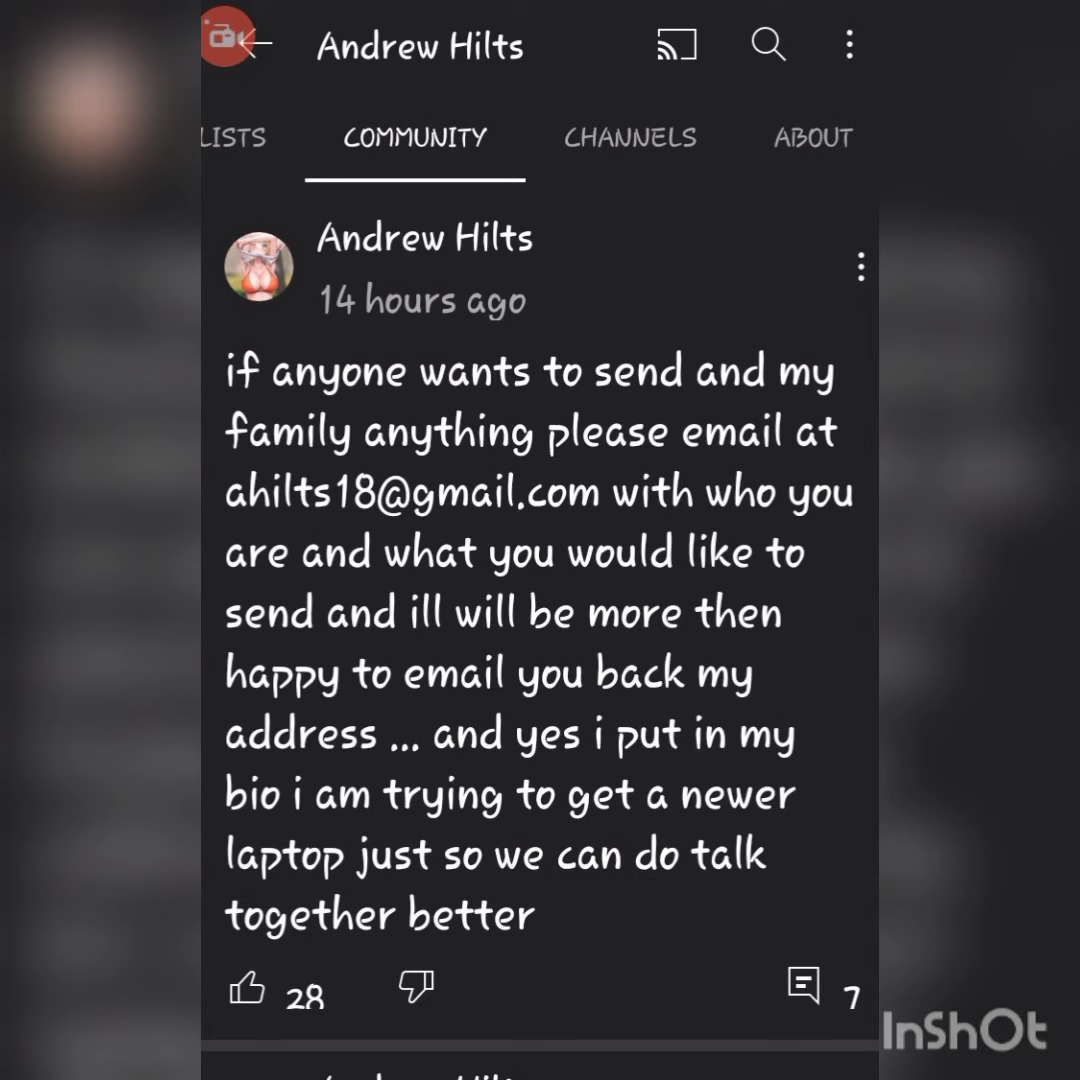 Andrew Hilts
LISTS COMMUNITY CHANNELS ABOUT
Andrew Hilts
14 hours ago
if anyone wants to send and my
family anything please email at
ahilts18@gmail.com with who you
are and what you would like to
send and ill will be more then
happy to email you back my
address ... and yes i put in my
bio i am trying to get a newer
laptop just so we can do talk
together better
28 7
InShOt